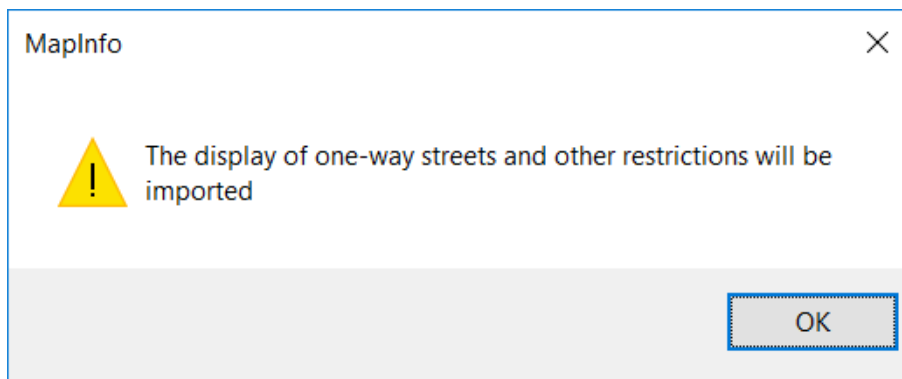 MapInfo
The display of one-way streets and other restrictions will be
imported
OK